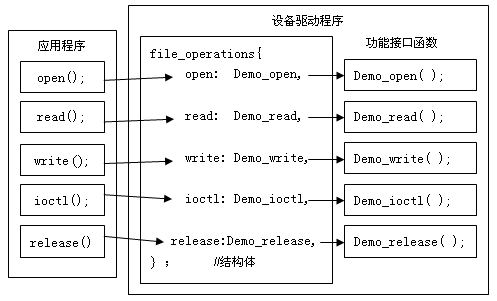 设备驱动程序
应用程序
open();
read();
write();
ioctl();
release()
file_operations{
open: Demo_open,
read: Demo_read,
write: Demo_write,
ioctl: Demo_ioctl,
release:Demo_release,
} ; //结构体
功能接口函数
Demo_open( );
Demo_read( );
Demo_write( );
Demo_ioctl( );
Demo_release( );